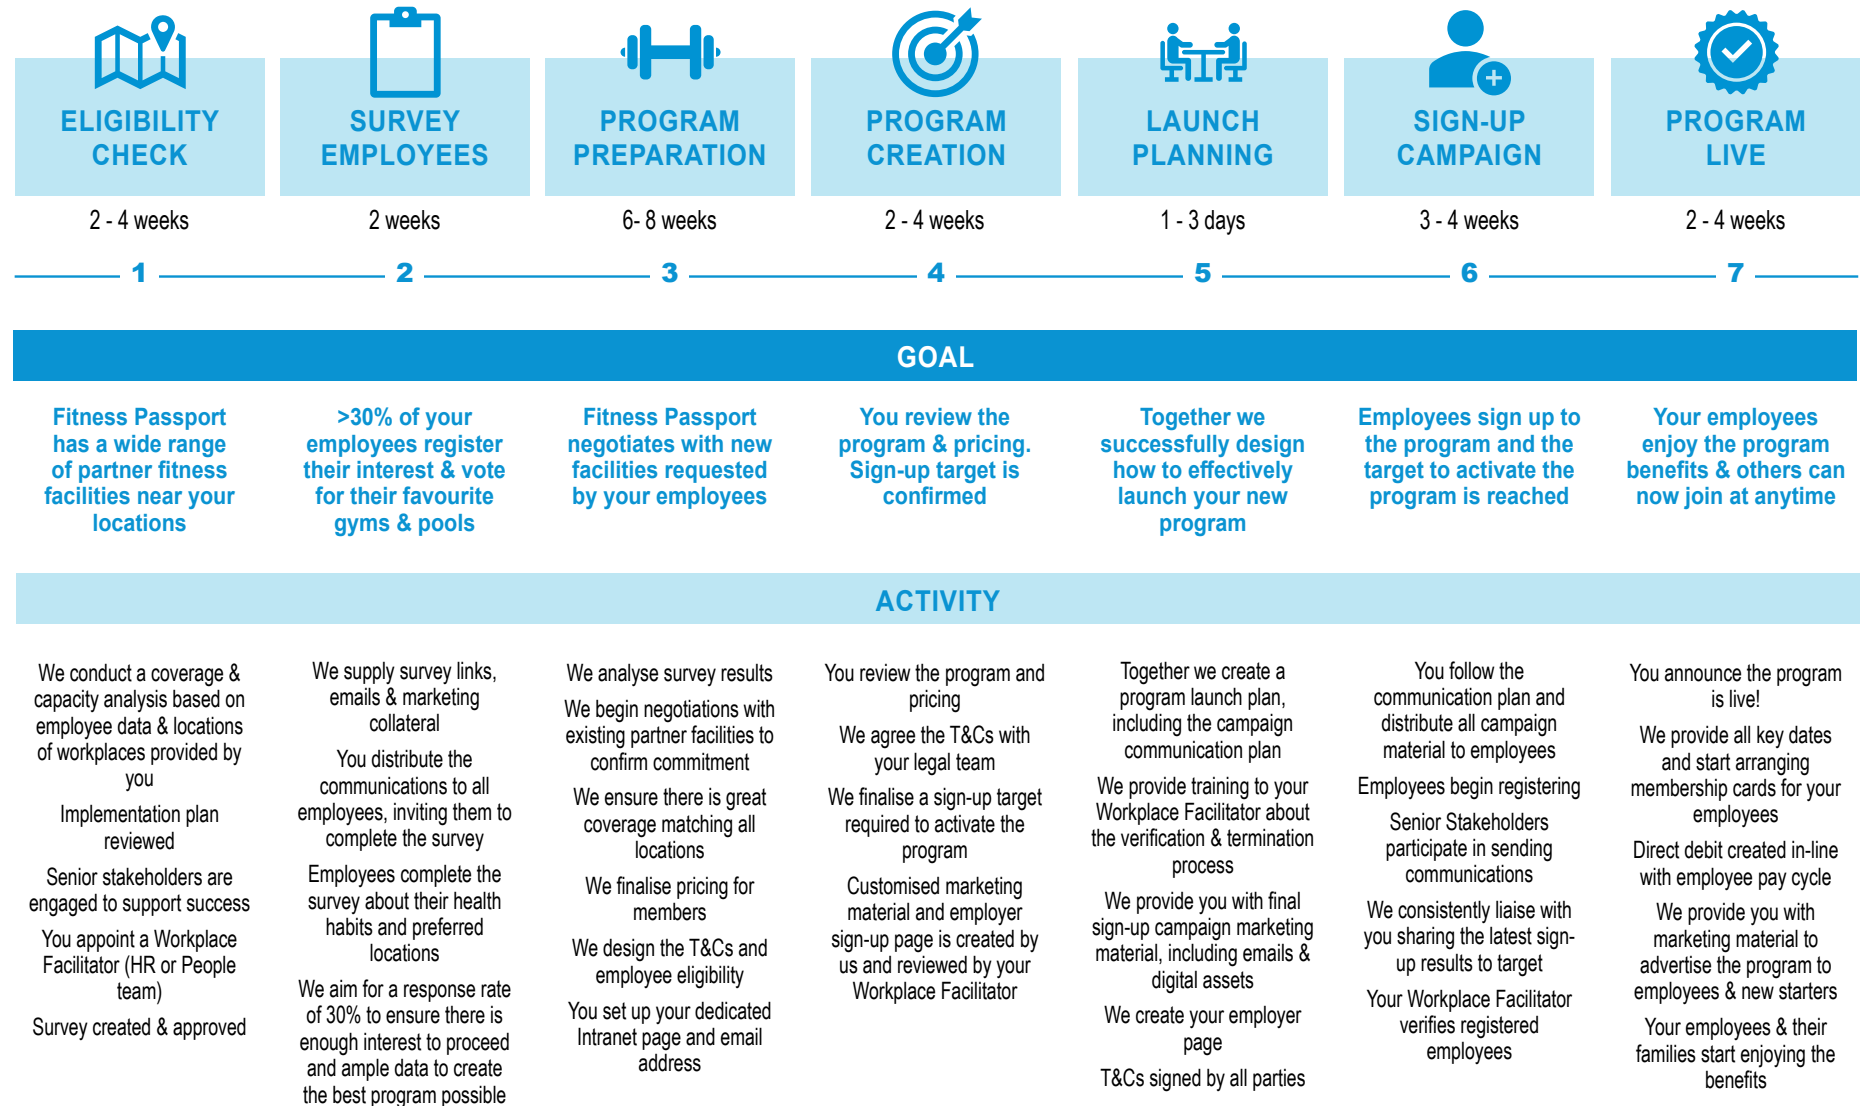 ELIGIBILITY
CHECK
SURVEY
EMPLOYEES
PROGRAM
PREPARATION
PROGRAM
CREATION
LAUNCH
PLANNING
SIGN-UP
CAMPAIGN
PROGRAM
LIVE
2 - 4 weeks
2 weeks
6- 8 weeks
2 - 4 weeks
1 - 3 days
3 - 4 weeks
2 - 4 weeks
1
2
3
4
5
6
7
GOAL
Fitness Passport
has a wide range
of partner fitness
facilities near your
locations
>30% of your
employees register
their interest & vote
for their favourite
gyms & pools
Fitness Passport
negotiates with new
facilities requested
by your employees
You review the
program & pricing.
Sign-up target is
confirmed
Together we
successfully design
how to effectively
launch your new
program
Employees sign up to
the program and the
target to activate the
program is reached
Your employees
enjoy the program
benefits & others can
now join at anytime
ACTIVITY
We conduct a coverage &
capacity analysis based on
employee data & locations
of workplaces provided by
you
Implementation plan
reviewed
Senior stakeholders are
engaged to support success
You appoint a Workplace
Facilitator (HR or People
team)
Survey created & approved
We supply survey links,
emails & marketing
collateral
You distribute the
communications to all
employees, inviting them to
complete the survey
Employees complete the
survey about their health
habits and preferred
locations
We aim for a response rate
of 30% to ensure there is
enough interest to proceed
and ample data to create
the best program possible
We analyse survey results
We begin negotiations with
existing partner facilities to
confirm commitment
We ensure there is great
coverage matching all
locations
We finalise pricing for
members
We design the T&Cs and
employee eligibility
You set up your dedicated
Intranet page and email
address
You review the program and
pricing
We agree the T&Cs with
your legal team
We finalise a sign-up target
required to activate the
program
Customised marketing
material and employer
sign-up page is created by
us and reviewed by your
Workplace Facilitator
Together we create a
program launch plan,
including the campaign
communication plan
We provide training to your
Workplace Facilitator about
the verification & termination
process
We provide you with final
sign-up campaign marketing
material, including emails &
digital assets
We create your employer
page
T&Cs signed by all parties
You follow the
communication plan and
distribute all campaign
material to employees
Employees begin registering
Senior Stakeholders
participate in sending
communications
We consistently liaise with
you sharing the latest sign-
up results to target
Your Workplace Facilitator
verifies registered
employees
You announce the program
is live!
We provide all key dates
and start arranging
membership cards for your
employees
Direct debit created in-line
with employee pay cycle
We provide you with
marketing material to
advertise the program to
employees & new starters
Your employees & their
families start enjoying the
benefits